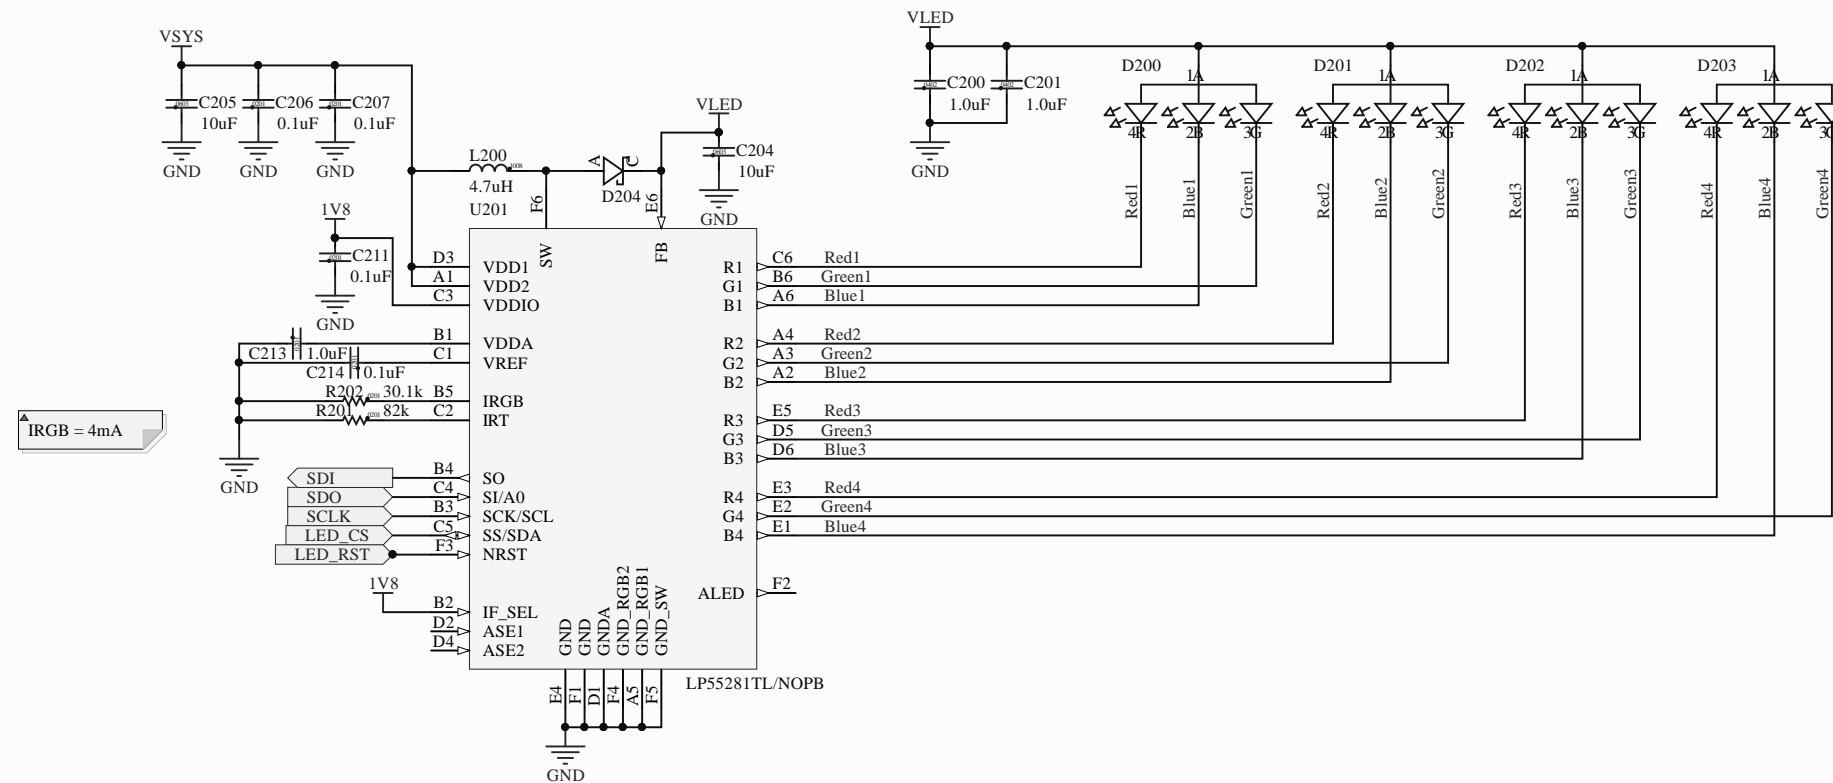 VSYS
C205
10uF
GND
C206
0.1uF
GND
C207
0.1uF
GND
L200
4.7uH
U201
F6
A
C
D204
E6
VLED
C204
10uF
GND
1V8
C211
0.1uF
GND
VLED
C200
1.0uF
C201
1.0uF
GND
D200
1A
4R
2B
3G
Red1
Blue1
Green1
D201
1A
4R
2B
3G
Red2
Blue2
Green2
D202
1A
4R
2B
3G
Red3
Blue3
Green3
D203
1A
4R
2B
Red4
Blue4
Green4
SW
FB
D3 VDD1
A1 VDD2
C3 VDDIO
C213 1.0uF B1 VDDA
C214 0.1uF C1 VREF
R202 30.1k B5 IRGB
R201 82k C2 IRT
GND
IRGB = 4mA
SDI B4 SO
SDO C4 SI/A0
SCLK B3 SCK/SCL
LED_CS C5 SS/SDA
LED_RST F3 NRST
1V8
B2 IF_SEL
D2 ASE1
D4 ASE2
R1 C6 Red1
G1 B6 Green1
B1 A6 Blue1
R2 A4 Red2
G2 A3 Green2
B2 A2 Blue2
R3 E5 Red3
G3 D5 Green3
B3 D6 Blue3
R4 E3 Red4
G4 E2 Green4
B4 E1 Blue4
ALED F2
GND
GND
GNDA
GND_RGB2
GND_RGB1
GND_SW
E4
F1
D1
F4
A5
F5
LP55281TL/NOPB
GND